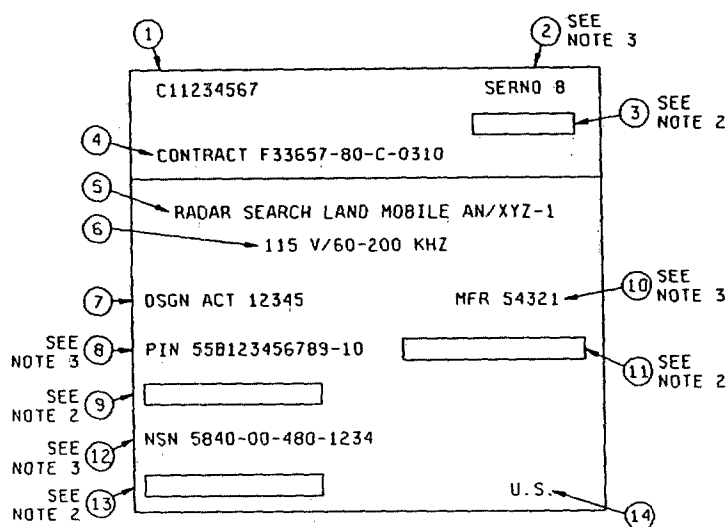 1
2 SEE NOTE 3
C11234567 SERNO 8
3 SEE NOTE 2
4 CONTRACT F33657-80-C-0310
5 RADAR SEARCH LAND MOBILE AN/XYZ-1
6 115 V/60-200 KHZ
7 DSGN ACT 12345 MFR 54321 10 SEE NOTE 3
SEE NOTE 3 8 PIN 55B123456789-10
11 SEE NOTE 2
SEE NOTE 2 9
SEE NOTE 3 12 NSN 5840-00-480-1234
SEE NOTE 2 13
U.S. 14